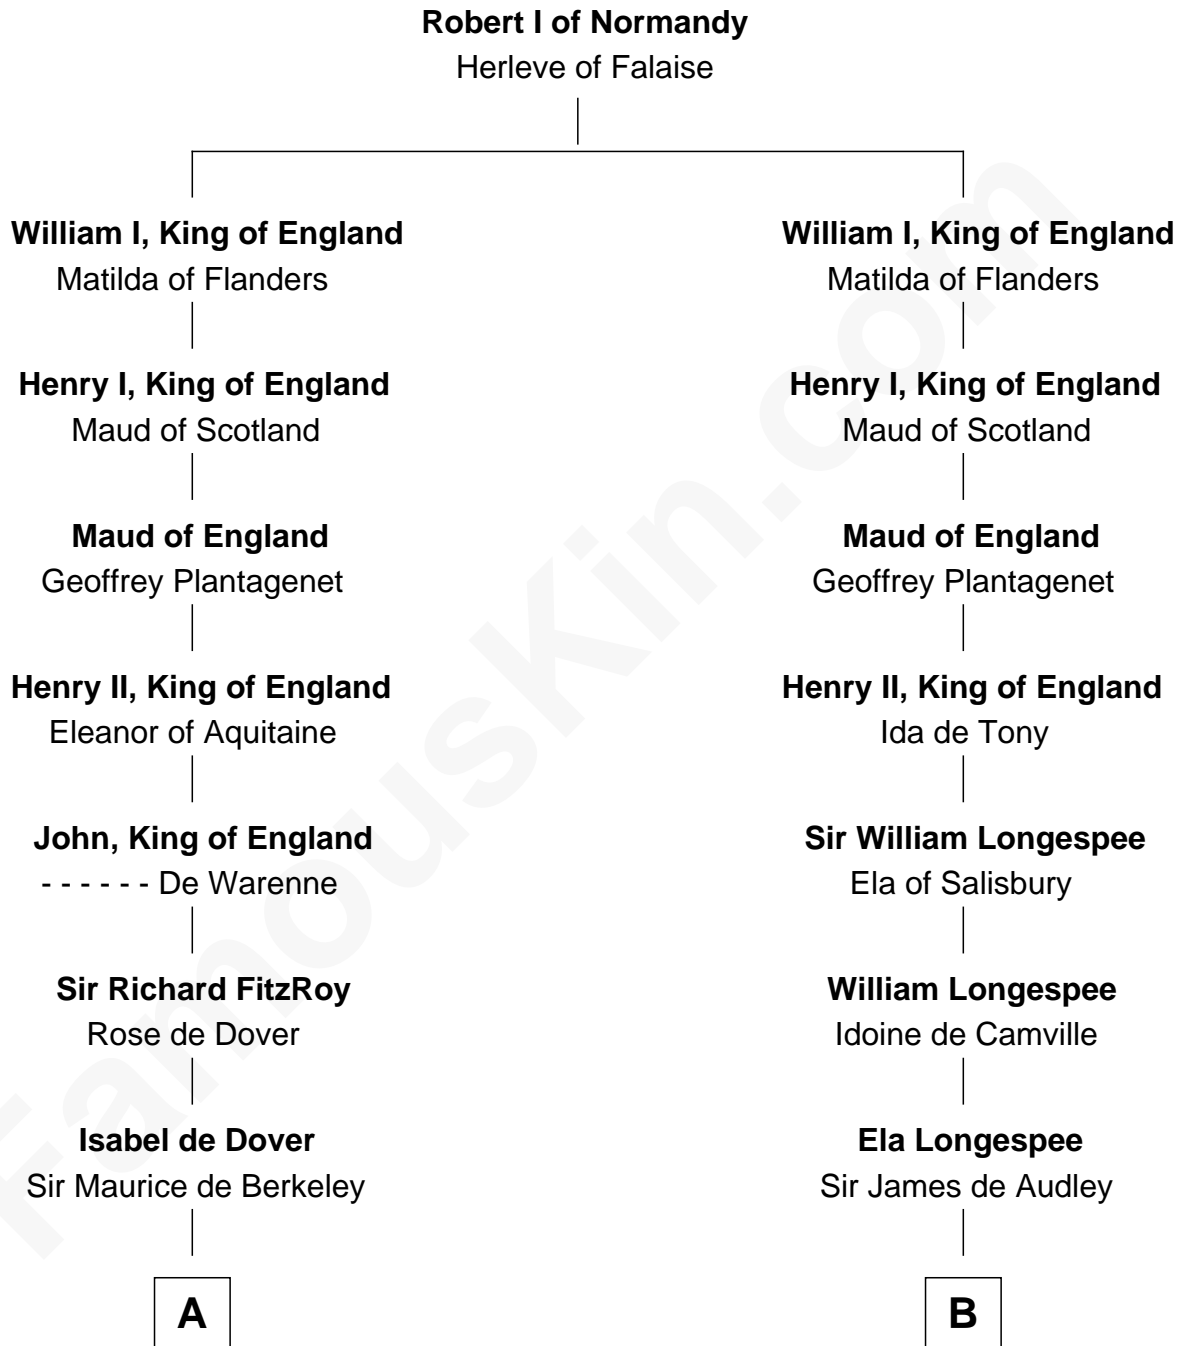 Robert I of Normandy
Herleve of Falaise
William I, King of England
Matilda of Flanders
Henry I, King of England
Maud of Scotland
Maud of England
Geoffrey Plantagenet
Henry II, King of England
Eleanor of Aquitaine
John, King of England
- - - - - - De Warenne
Sir Richard FitzRoy
Rose de Dover
Isabel de Dover
Sir Maurice de Berkeley
A
William I, King of England
Matilda of Flanders
Henry I, King of England
Maud of Scotland
Maud of England
Geoffrey Plantagenet
Henry II, King of England
Ida de Tony
Sir William Longespee
Ela of Salisbury
William Longespee
Idoine de Camville
Ela Longespee
Sir James de Audley
B
FamousKin.com